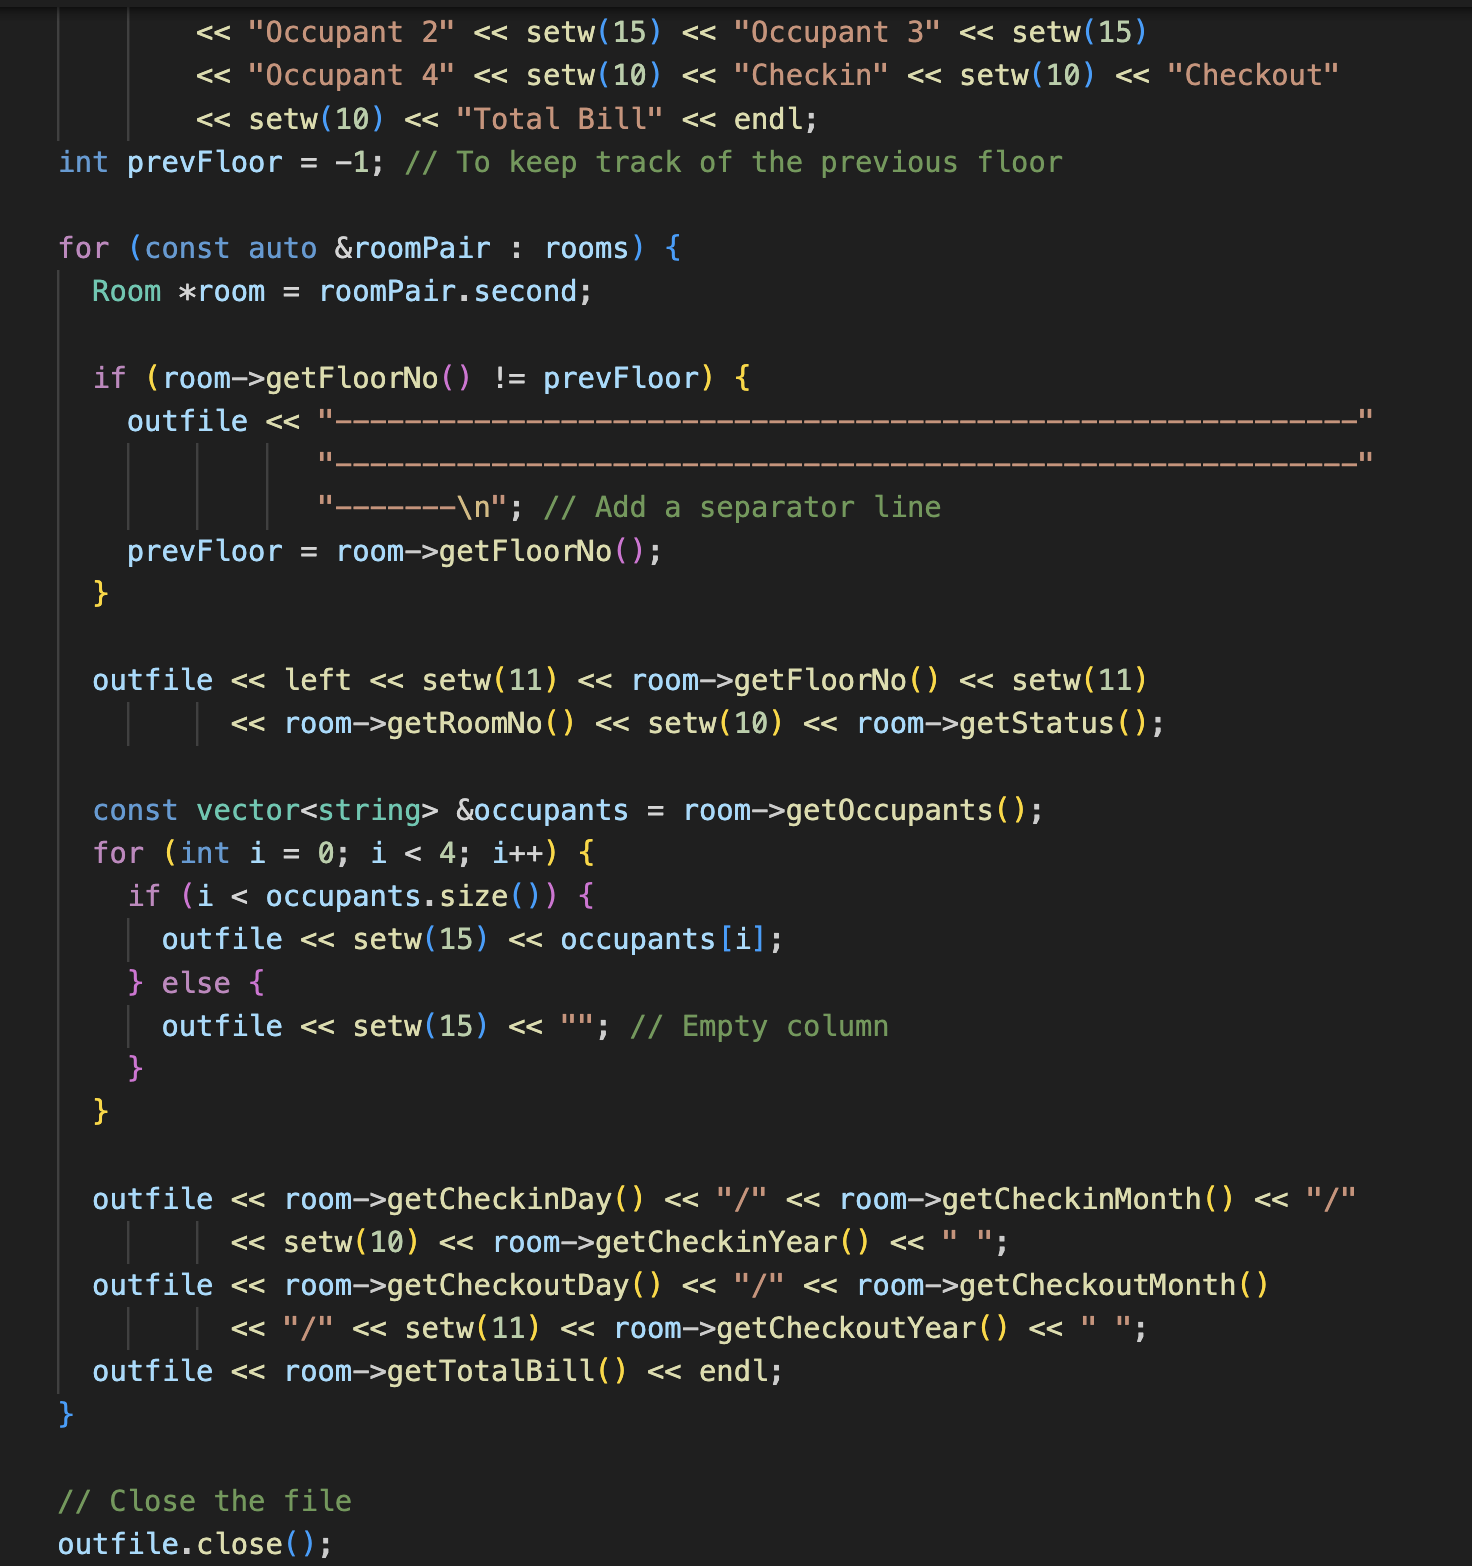 << "Occupant 2" << setw(15) << "Occupant 3" << setw(15)
<< "Occupant 4" << setw(10) << "Checkin" << setw(10) << "Checkout"
<< setw(10) << "Total Bill" << endl;
int prevFloor = -1; // To keep track of the previous floor
for (const auto &roomPair : rooms) {
Room *room = roomPair.second;
if (room->getFloorNo() != prevFloor) {
outfile << "-----------------------------------------------------------"
"-----------------------------------------------------------"
"-------\n"; // Add a separator line
prevFloor = room->getFloorNo();
}
outfile << left << setw(11) << room->getFloorNo() << setw(11)
<< room->getRoomNo() << setw(10) << room->getStatus();
const vector<string> &occupants = room->getOccupants();
for (int i = 0; i < 4; i++) {
if (i < occupants.size()) {
outfile << setw(15) << occupants[i];
} else {
outfile << setw(15) << ""; // Empty column
}
}
outfile << room->getCheckinDay() << "/" << room->getCheckinMonth() << "/"
<< setw(10) << room->getCheckinYear() << " ";
outfile << room->getCheckoutDay() << "/" << room->getCheckoutMonth()
<< "/" << setw(11) << room->getCheckoutYear() << " ";
outfile << room->getTotalBill() << endl;
}
// Close the file
outfile.close();